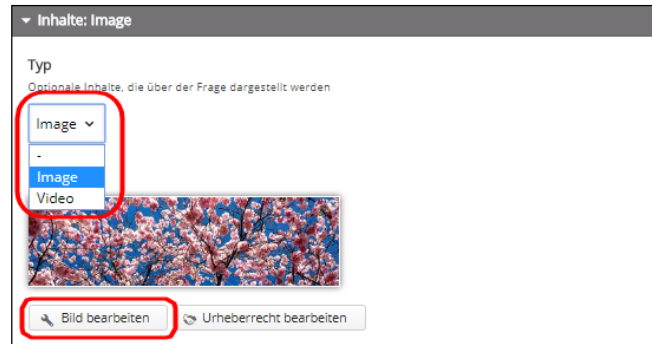 Inhalte: Image
Typ
Optionale Inhalte, die über der Frage dargestellt werden
Image
-
Image
Video
Bild bearbeiten
Urheberrecht bearbeiten